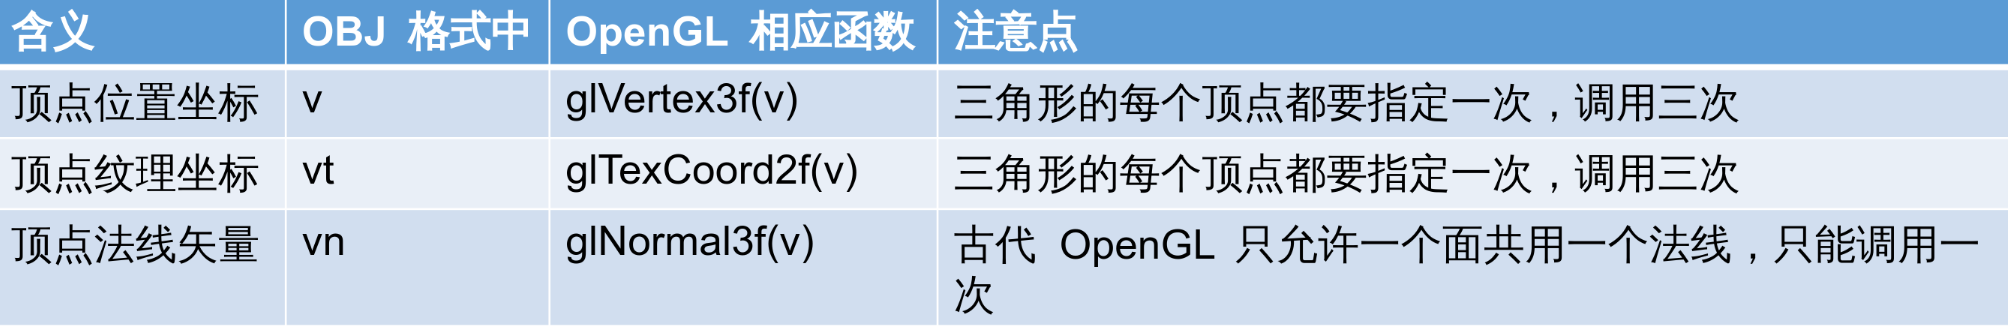 含义 OBJ 格式中 OpenGL 相应函数 注意点
顶点位置坐标 v glVertex3f(v) 三角形的每个顶点都要指定一次，调用三次
顶点纹理坐标 vt glTexCoord2f(v) 三角形的每个顶点都要指定一次，调用三次
顶点法线矢量 vn glNormal3f(v) 古代 OpenGL 只允许一个面共用一个法线，只能调用一
次